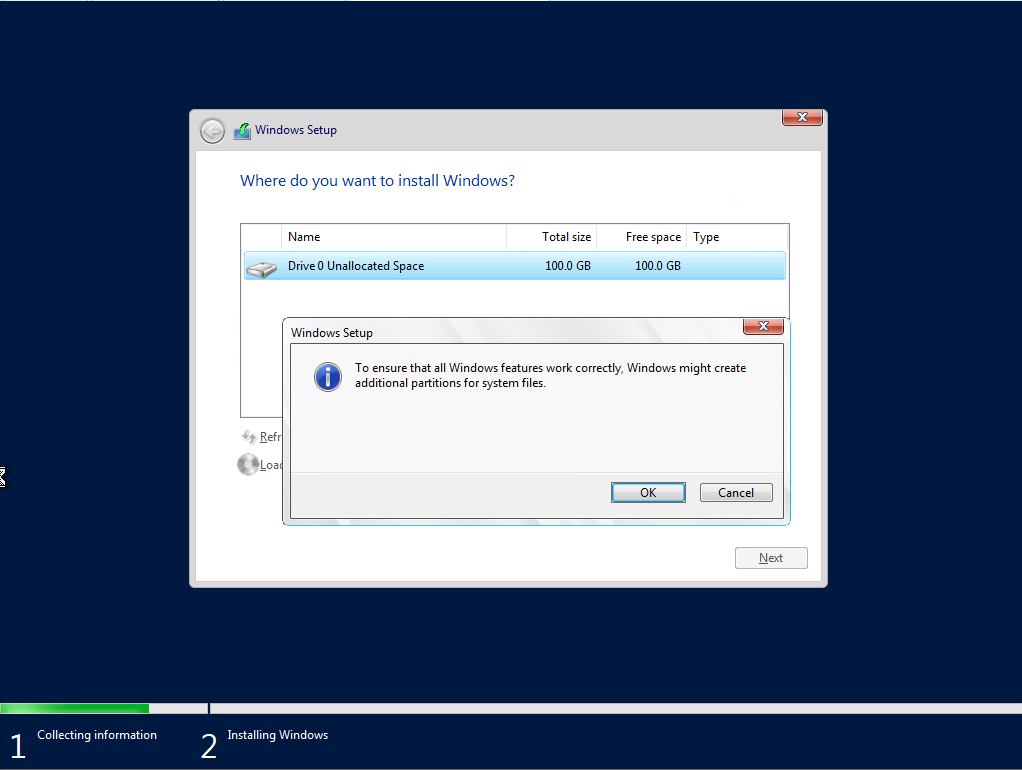 Windows Setup
Where do you want to install Windows?
Name Total size Free space Type
Drive 0 Unallocated Space 100.0 GB 100.0 GB
Windows Setup
To ensure that all Windows features work correctly, Windows might create
additional partitions for system files.
Refr
Loac
OK Cancel
Next
1 Collecting information 2 Installing Windows